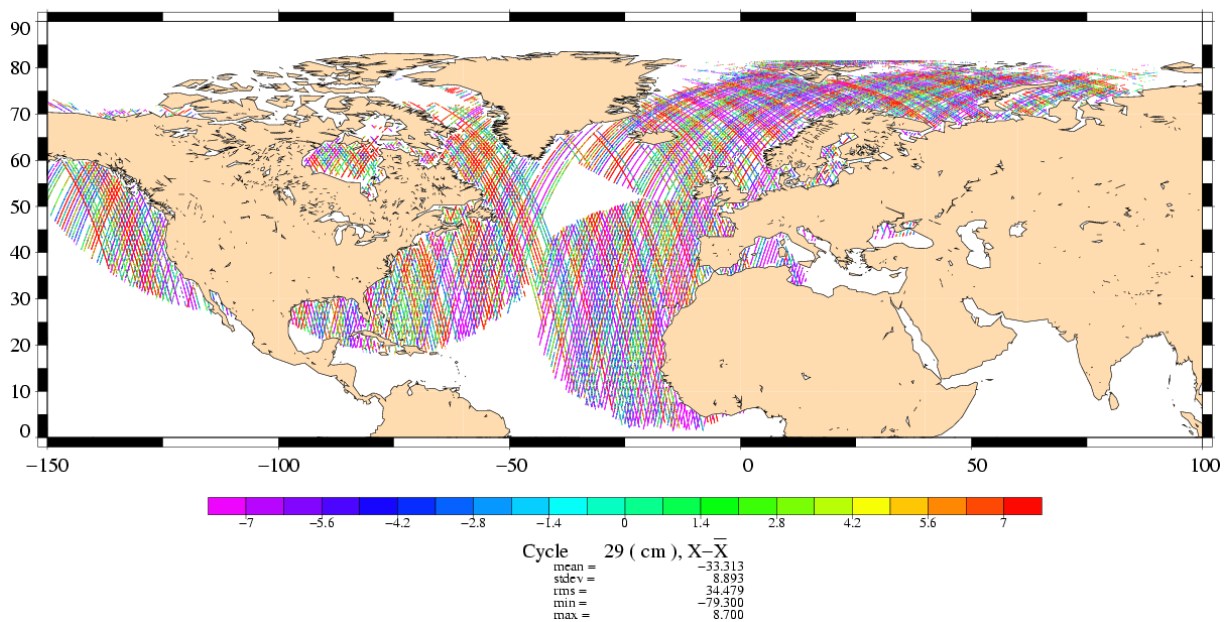 90
80
70
60
50
40
30
20
10
0
−150 −100 −50 0 50 100
−7 −5.6 −4.2 −2.8 −1.4 0 1.4 2.8 4.2 5.6 7
Cycle 29 ( cm ), X−X̅
mean = −33.313
stdev = 8.893
rms = 34.479
min = −79.300
max = 8.700